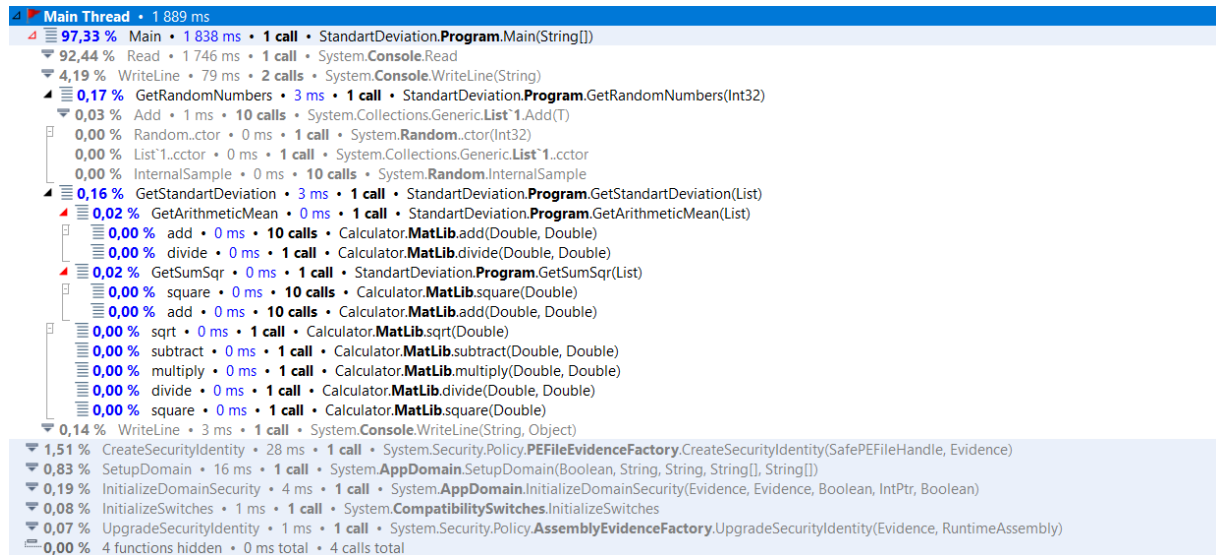 Main Thread • 1 889 ms
97,33 % Main • 1 838 ms • 1 call • StandartDeviation.Program.Main(String[])
92,44 % Read • 1 746 ms • 1 call • System.Console.Read
4,19 % WriteLine • 79 ms • 2 calls • System.Console.WriteLine(String)
0,17 % GetRandomNumbers • 3 ms • 1 call • StandartDeviation.Program.GetRandomNumbers(Int32)
0,03 % Add • 1 ms • 10 calls • System.Collections.Generic.List`1.Add(T)
0,00 % Random..ctor • 0 ms • 1 call • System.Random..ctor(Int32)
0,00 % List`1..cctor • 0 ms • 1 call • System.Collections.Generic.List`1..cctor
0,00 % InternalSample • 0 ms • 10 calls • System.Random.InternalSample
0,16 % GetStandartDeviation • 3 ms • 1 call • StandartDeviation.Program.GetStandartDeviation(List)
0,02 % GetArithmeticMean • 0 ms • 1 call • StandartDeviation.Program.GetArithmeticMean(List)
0,00 % add • 0 ms • 10 calls • Calculator.MatLib.add(Double, Double)
0,00 % divide • 0 ms • 1 call • Calculator.MatLib.divide(Double, Double)
0,02 % GetSumSqr • 0 ms • 1 call • StandartDeviation.Program.GetSumSqr(List)
0,00 % square • 0 ms • 10 calls • Calculator.MatLib.square(Double)
0,00 % add • 0 ms • 10 calls • Calculator.MatLib.add(Double, Double)
0,00 % sqrt • 0 ms • 1 call • Calculator.MatLib.sqrt(Double)
0,00 % subtract • 0 ms • 1 call • Calculator.MatLib.subtract(Double, Double)
0,00 % multiply • 0 ms • 1 call • Calculator.MatLib.multiply(Double, Double)
0,00 % divide • 0 ms • 1 call • Calculator.MatLib.divide(Double, Double)
0,00 % square • 0 ms • 1 call • Calculator.MatLib.square(Double)
0,14 % WriteLine • 3 ms • 1 call • System.Console.WriteLine(String, Object)
1,51 % CreateSecurityIdentity • 28 ms • 1 call • System.Security.Policy.PEFileEvidenceFactory.CreateSecurityIdentity(SafePEFileHandle, Evidence)
0,83 % SetupDomain • 16 ms • 1 call • System.AppDomain.SetupDomain(Boolean, String, String, String[], String[])
0,19 % InitializeDomainSecurity • 4 ms • 1 call • System.AppDomain.InitializeDomainSecurity(Evidence, Evidence, Boolean, IntPtr, Boolean)
0,08 % InitializeSwitches • 1 ms • 1 call • System.CompatibilitySwitches.InitializeSwitches
0,07 % UpgradeSecurityIdentity • 1 ms • 1 call • System.Security.Policy.AssemblyEvidenceFactory.UpgradeSecurityIdentity(Evidence, RuntimeAssembly)
0,00 % 4 functions hidden • 0 ms total • 4 calls total